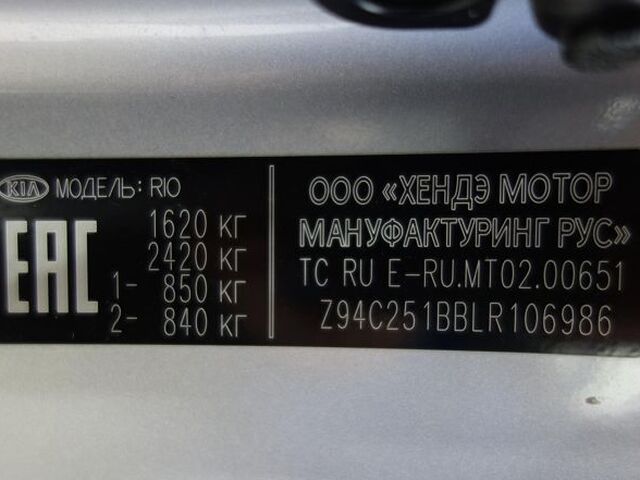 KIA МОДЕЛЬ: RIO
EAC
1620 КГ
2420 КГ
1- 850 КГ
2- 840 КГ
ООО «ХЕНДЭ МОТОР
МАНУФАКТУРИНГ РУС»
ТС RU E-RU.MT02.00651
Z94C251BBLR106986